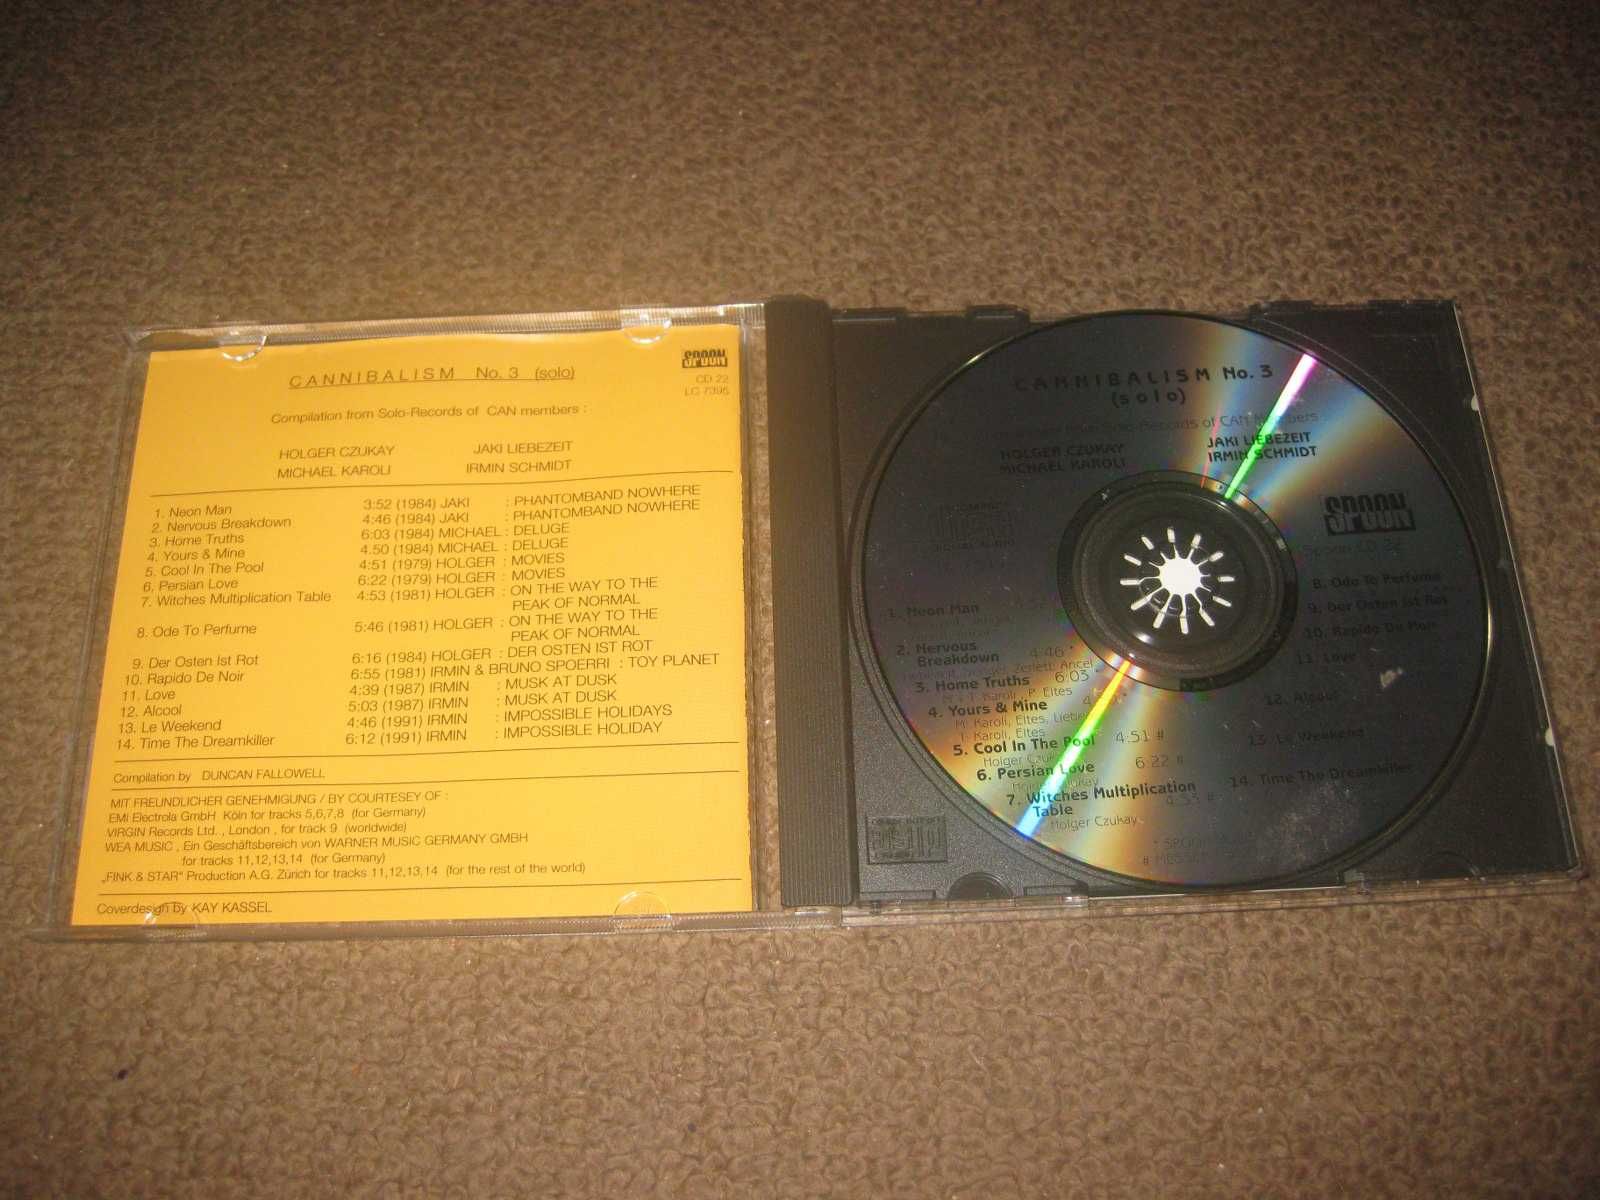 CANNIBALISM No. 3 (solo)
SPOON
CD 22
LC 7395
Compilation from Solo-Records of CAN members :
HOLGER CZUKAY JAKI LIEBEZEIT
MICHAEL KAROLI IRMIN SCHMIDT
1. Neon Man 3:52 (1984) JAKI : PHANTOMBAND NOWHERE
2. Nervous Breakdown 4:46 (1984) JAKI : PHANTOMBAND NOWHERE
3. Home Truths 6:03 (1984) MICHAEL : DELUGE
4. Yours & Mine 4.50 (1984) MICHAEL : DELUGE
5. Cool In The Pool 4:51 (1979) HOLGER : MOVIES
6. Persian Love 6:22 (1979) HOLGER : MOVIES
7. Witches Multiplication Table 4:53 (1981) HOLGER : ON THE WAY TO THE
PEAK OF NORMAL
8. Ode To Perfume 5:46 (1981) HOLGER : ON THE WAY TO THE
PEAK OF NORMAL
9. Der Osten Ist Rot 6:16 (1984) HOLGER : DER OSTEN IST ROT
10. Rapido De Noir 6:55 (1981) IRMIN & BRUNO SPOERRI : TOY PLANET
11. Love 4:39 (1987) IRMIN : MUSK AT DUSK
12. Alcool 5:03 (1987) IRMIN : MUSK AT DUSK
13. Le Weekend 4:46 (1991) IRMIN : IMPOSSIBLE HOLIDAYS
14. Time The Dreamkiller 6:12 (1991) IRMIN : IMPOSSIBLE HOLIDAY
Compilation by DUNCAN FALLOWELL
MIT FREUNDLICHER GENEHMIGUNG / BY COURTESEY OF :
EMI Electrola GmbH Köln for tracks 5,6,7,8 (for Germany)
VIRGIN Records Ltd. , London , for track 9 (worldwide)
WEA MUSIC , Ein Geschäftsbereich von WARNER MUSIC GERMANY GMBH
for tracks 11,12,13,14 (for Germany)
„FINK & STAR" Production A.G. Zürich for tracks 11,12,13,14 (for the rest of the world)
Coverdesign by KAY KASSEL
CANNIBALISM No. 3
(solo)
Solo-Records of CAN Members
HOLGER CZUKAY JAKI LIEBEZEIT
MICHAEL KAROLI IRMIN SCHMIDT
SPOON
Spoon CD 22
1. Neon Man
2. Nervous
Breakdown 4:46 *
3. Home Truths 6:03 *
4. Yours & Mine
M. Karoli, Eltes,
T. Karoli, Eltes
5. Cool In The Pool 4:51 #
Holger
6. Persian Love 6:22 #
7. Witches Multiplication
Table 4:53 #
Holger Czukay
8. Ode To Perfume
9. Der Osten Ist Rot
10. Rapido De Noir
11. Love
12. Alcool
13. Le Weekend
14. Time The Dreamkiller